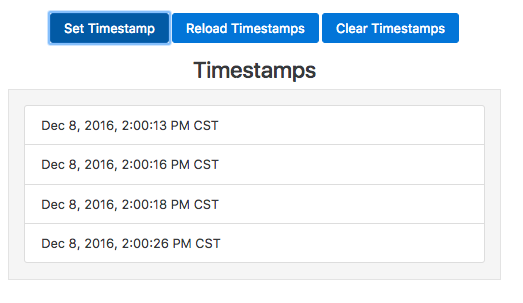 Set Timestamp Reload Timestamps Clear Timestamps
Timestamps
Dec 8, 2016, 2:00:13 PM CST
Dec 8, 2016, 2:00:16 PM CST
Dec 8, 2016, 2:00:18 PM CST
Dec 8, 2016, 2:00:26 PM CST